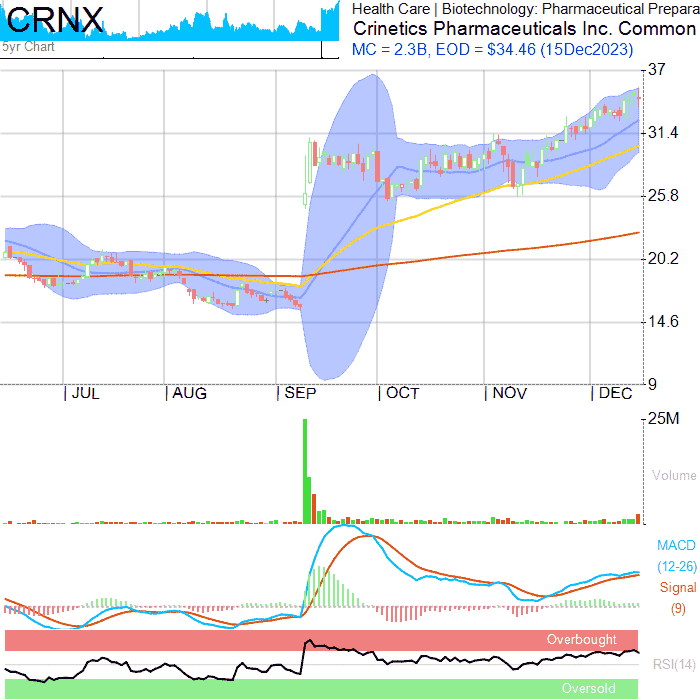 CRNX
5yr Chart
Health Care | Biotechnology: Pharmaceutical Prepara
Crinetics Pharmaceuticals Inc. Common
MC = 2.3B, EOD = $34.46 (15Dec2023)
37
31.4
25.8
20.2
14.6
9
JUL AUG SEP OCT NOV DEC
25M
Volume
MACD
(12-26)
Signal
(9)
Overbought
RSI(14)
Oversold